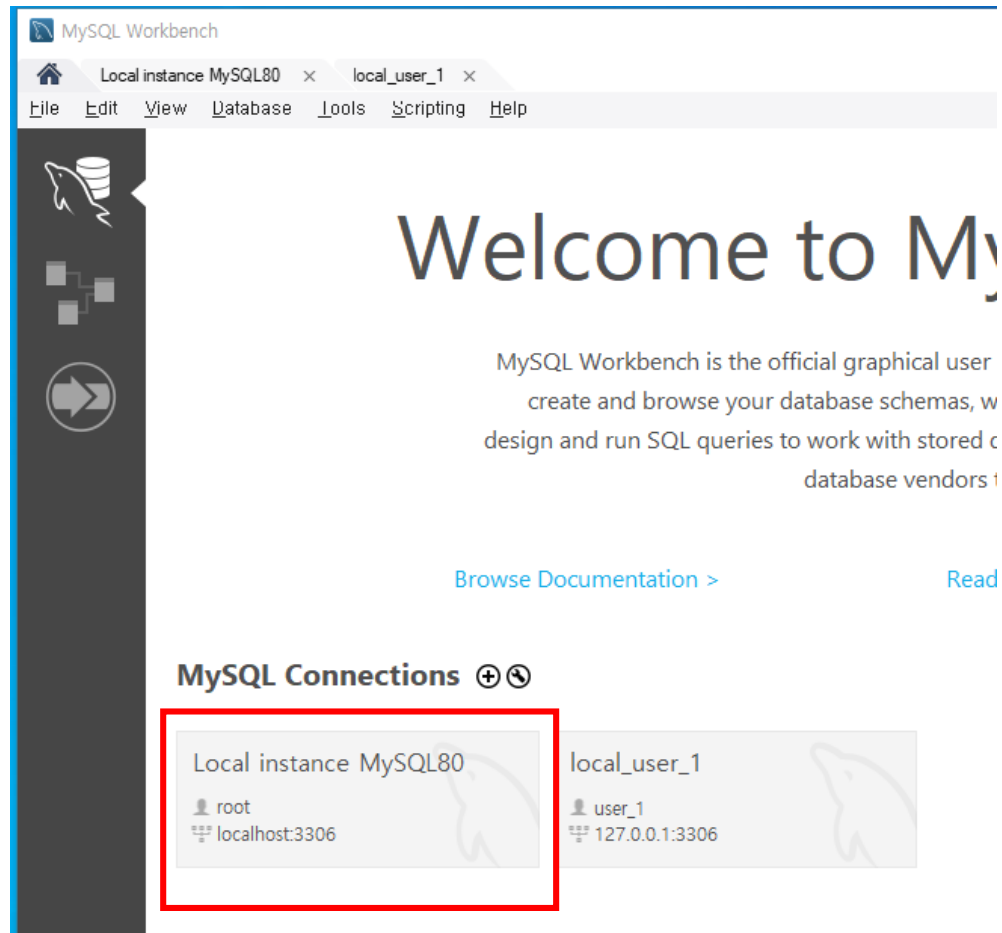 MySQL Workbench
Local instance MySQL80 × local_user_1 ×
File Edit View Database Tools Scripting Help
Welcome to My
MySQL Workbench is the official graphical user
create and browse your database schemas, w
design and run SQL queries to work with stored
database vendors
Browse Documentation >
Read
MySQL Connections
Local instance MySQL80
root
localhost:3306
local_user_1
user_1
127.0.0.1:3306